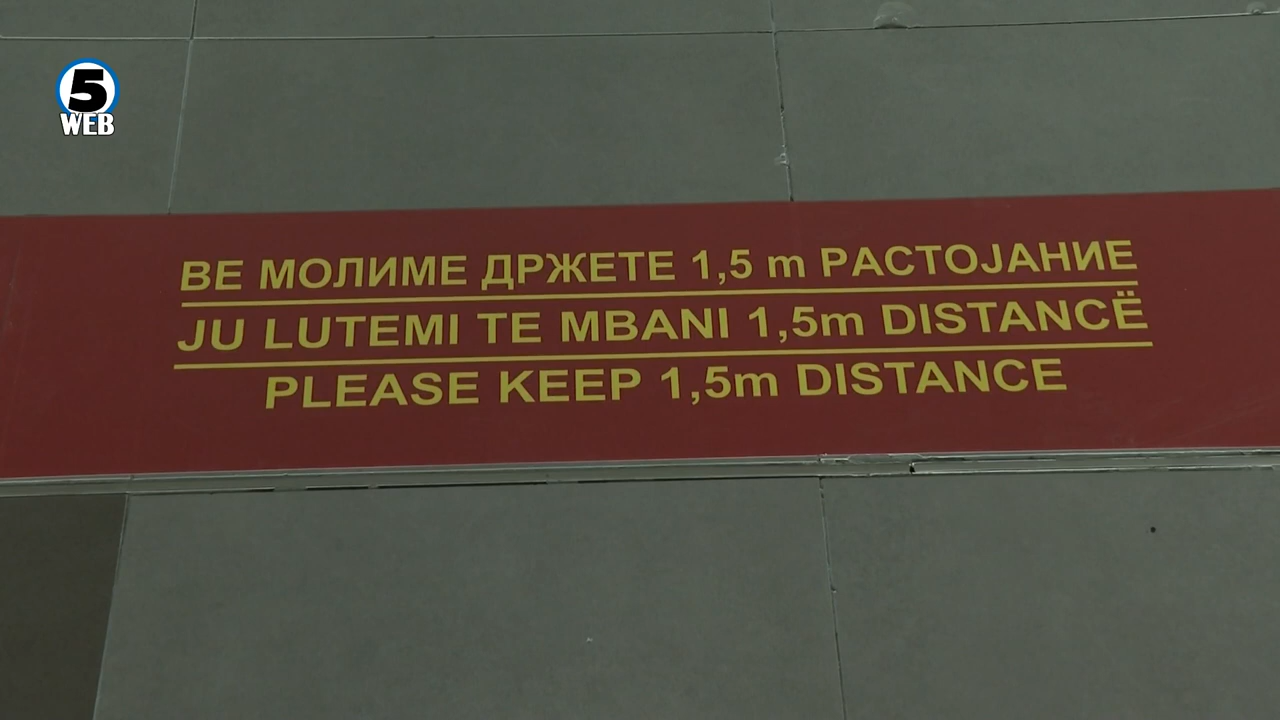 5
WEB
ВЕ МОЛИМЕ ДРЖЕТЕ 1,5 m РАСТОЈАНИЕ
JU LUTEMI TE MBANI 1,5m DISTANCË
PLEASE KEEP 1,5m DISTANCE